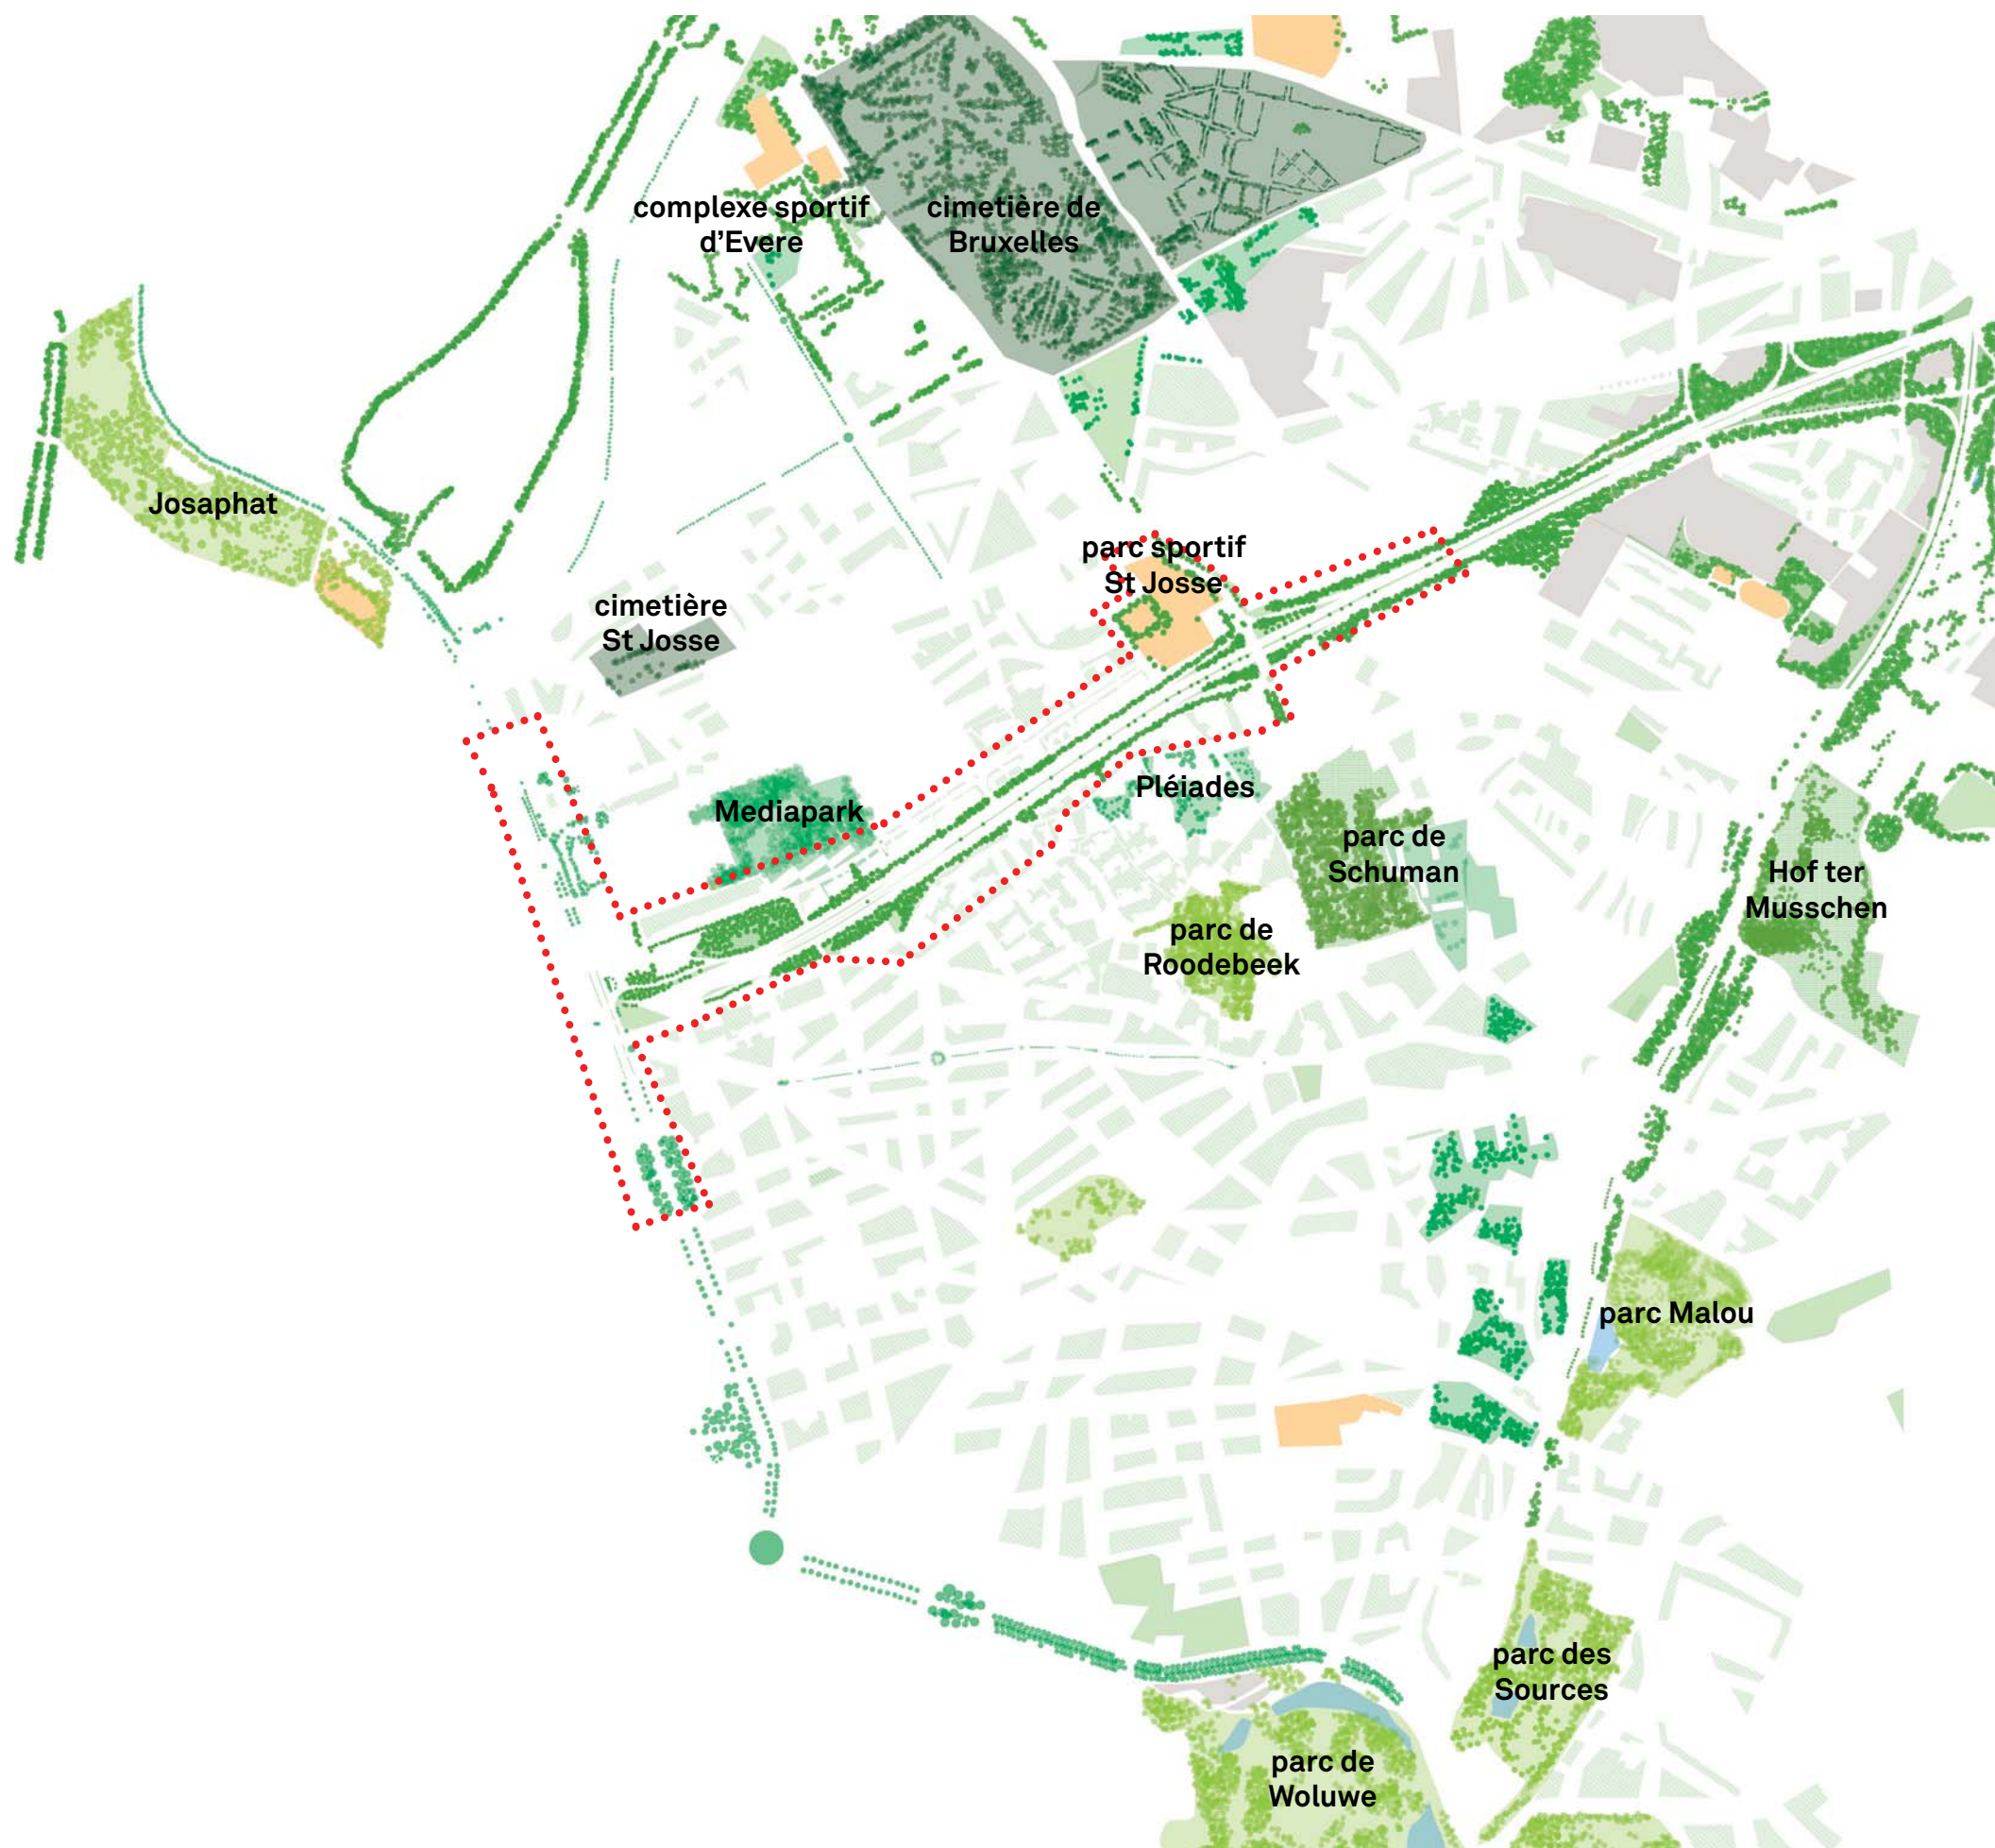 complexe sportif
d'Evere
cimetière de
Bruxelles
Josaphat
parc sportif
St Josse
cimetière
St Josse
Mediapark
Pléiades
parc de
Schuman
Hof ter
Musschen
parc de
Roodebeek
parc Malou
parc des
Sources
parc de
Woluwe